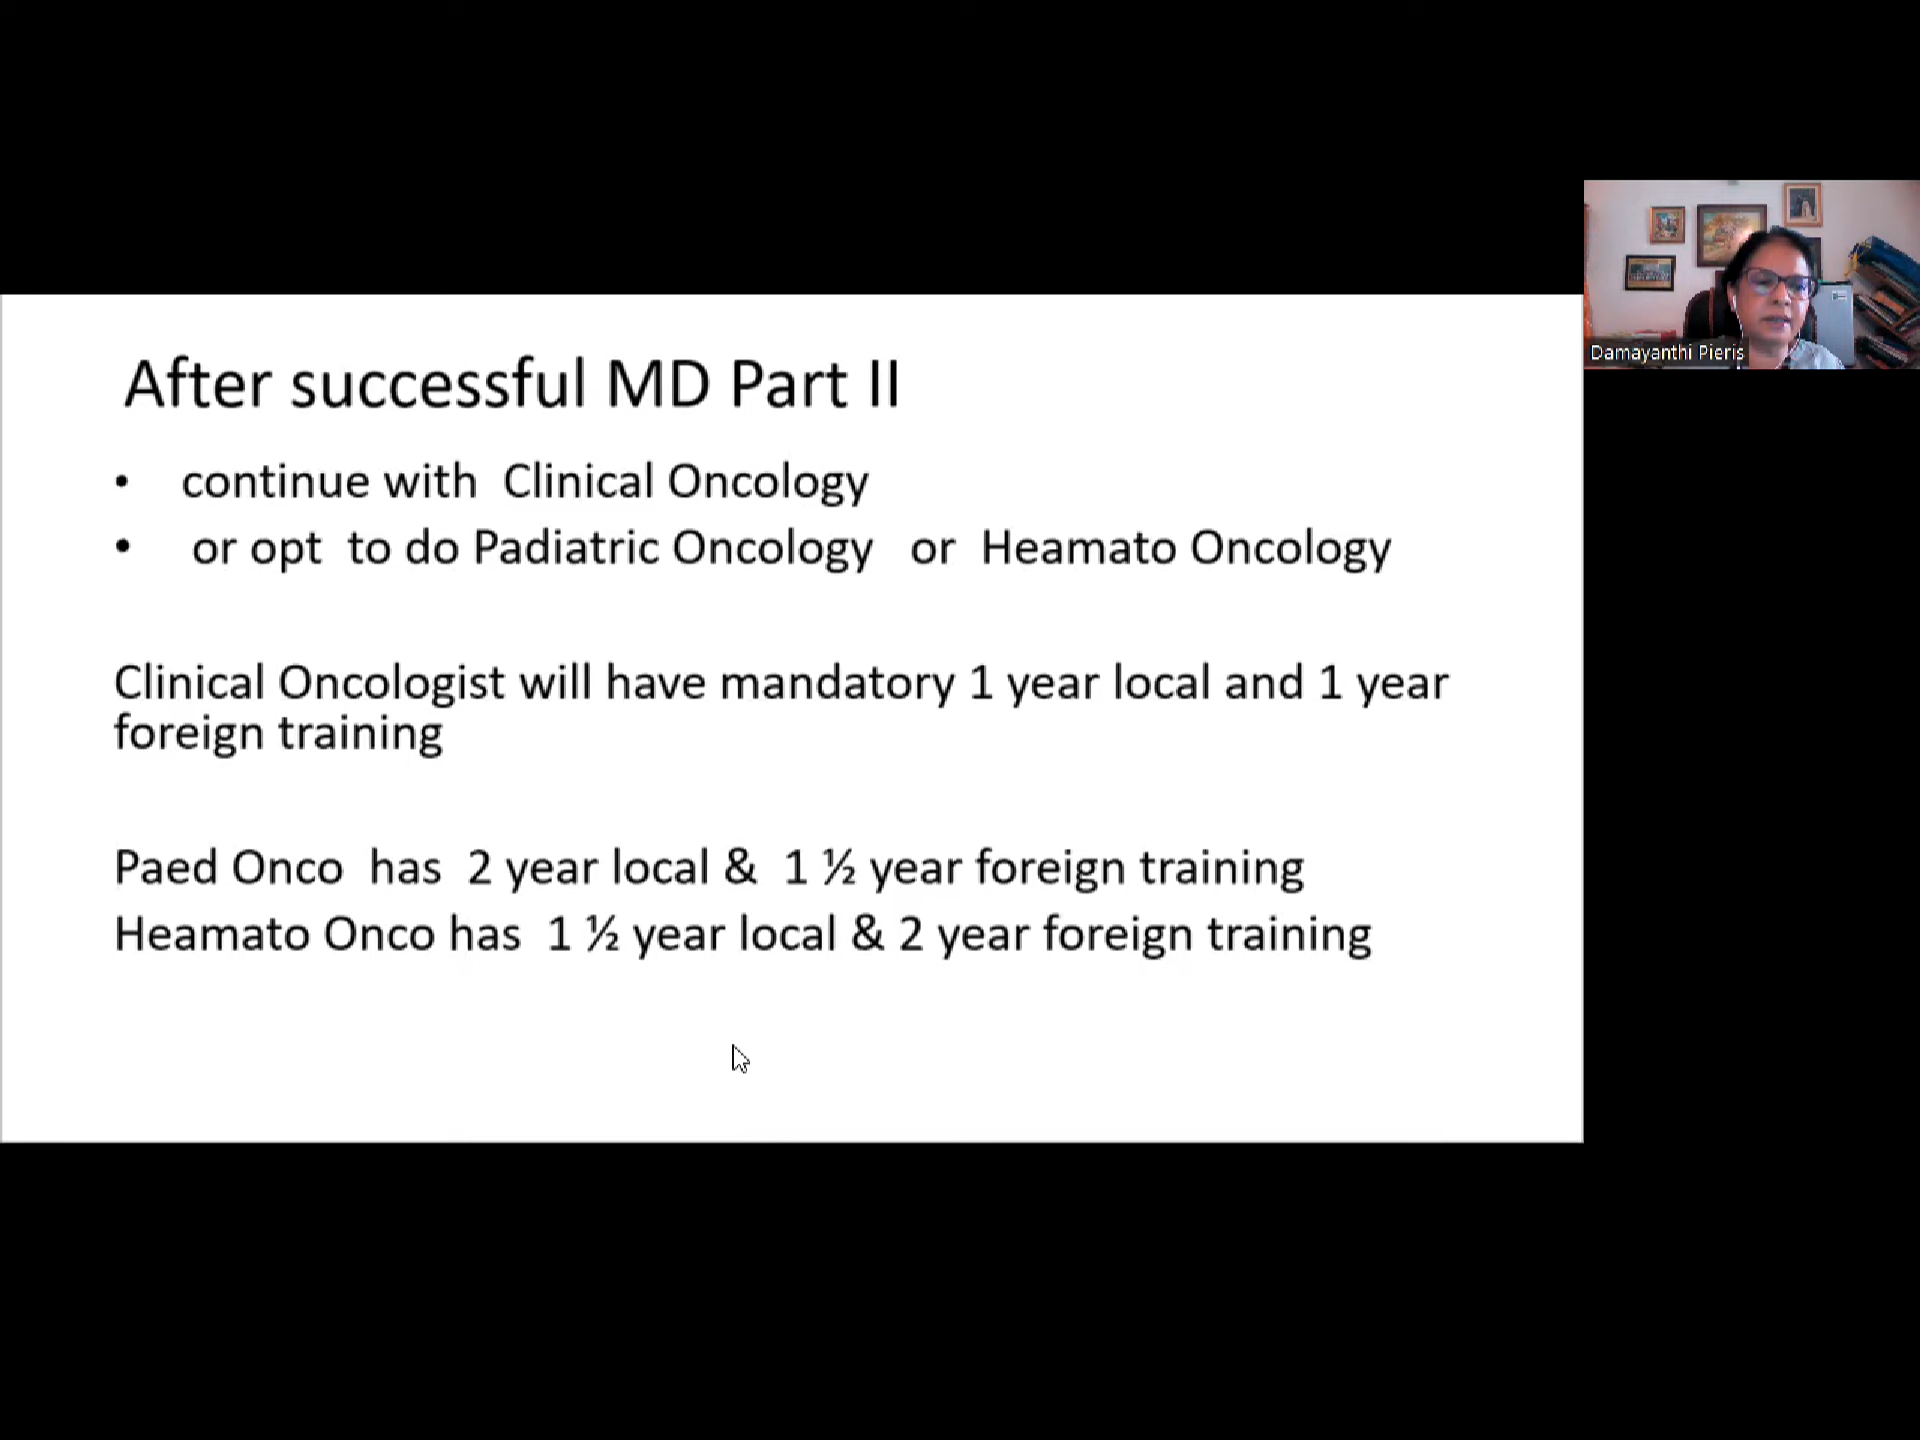 After successful MD Part II
• continue with Clinical Oncology
• or opt to do Padiatric Oncology or Heamato Oncology
Clinical Oncologist will have mandatory 1 year local and 1 year
foreign training
Paed Onco has 2 year local & 1 ½ year foreign training
Heamato Onco has 1 ½ year local & 2 year foreign training
Damayanthi Pieris